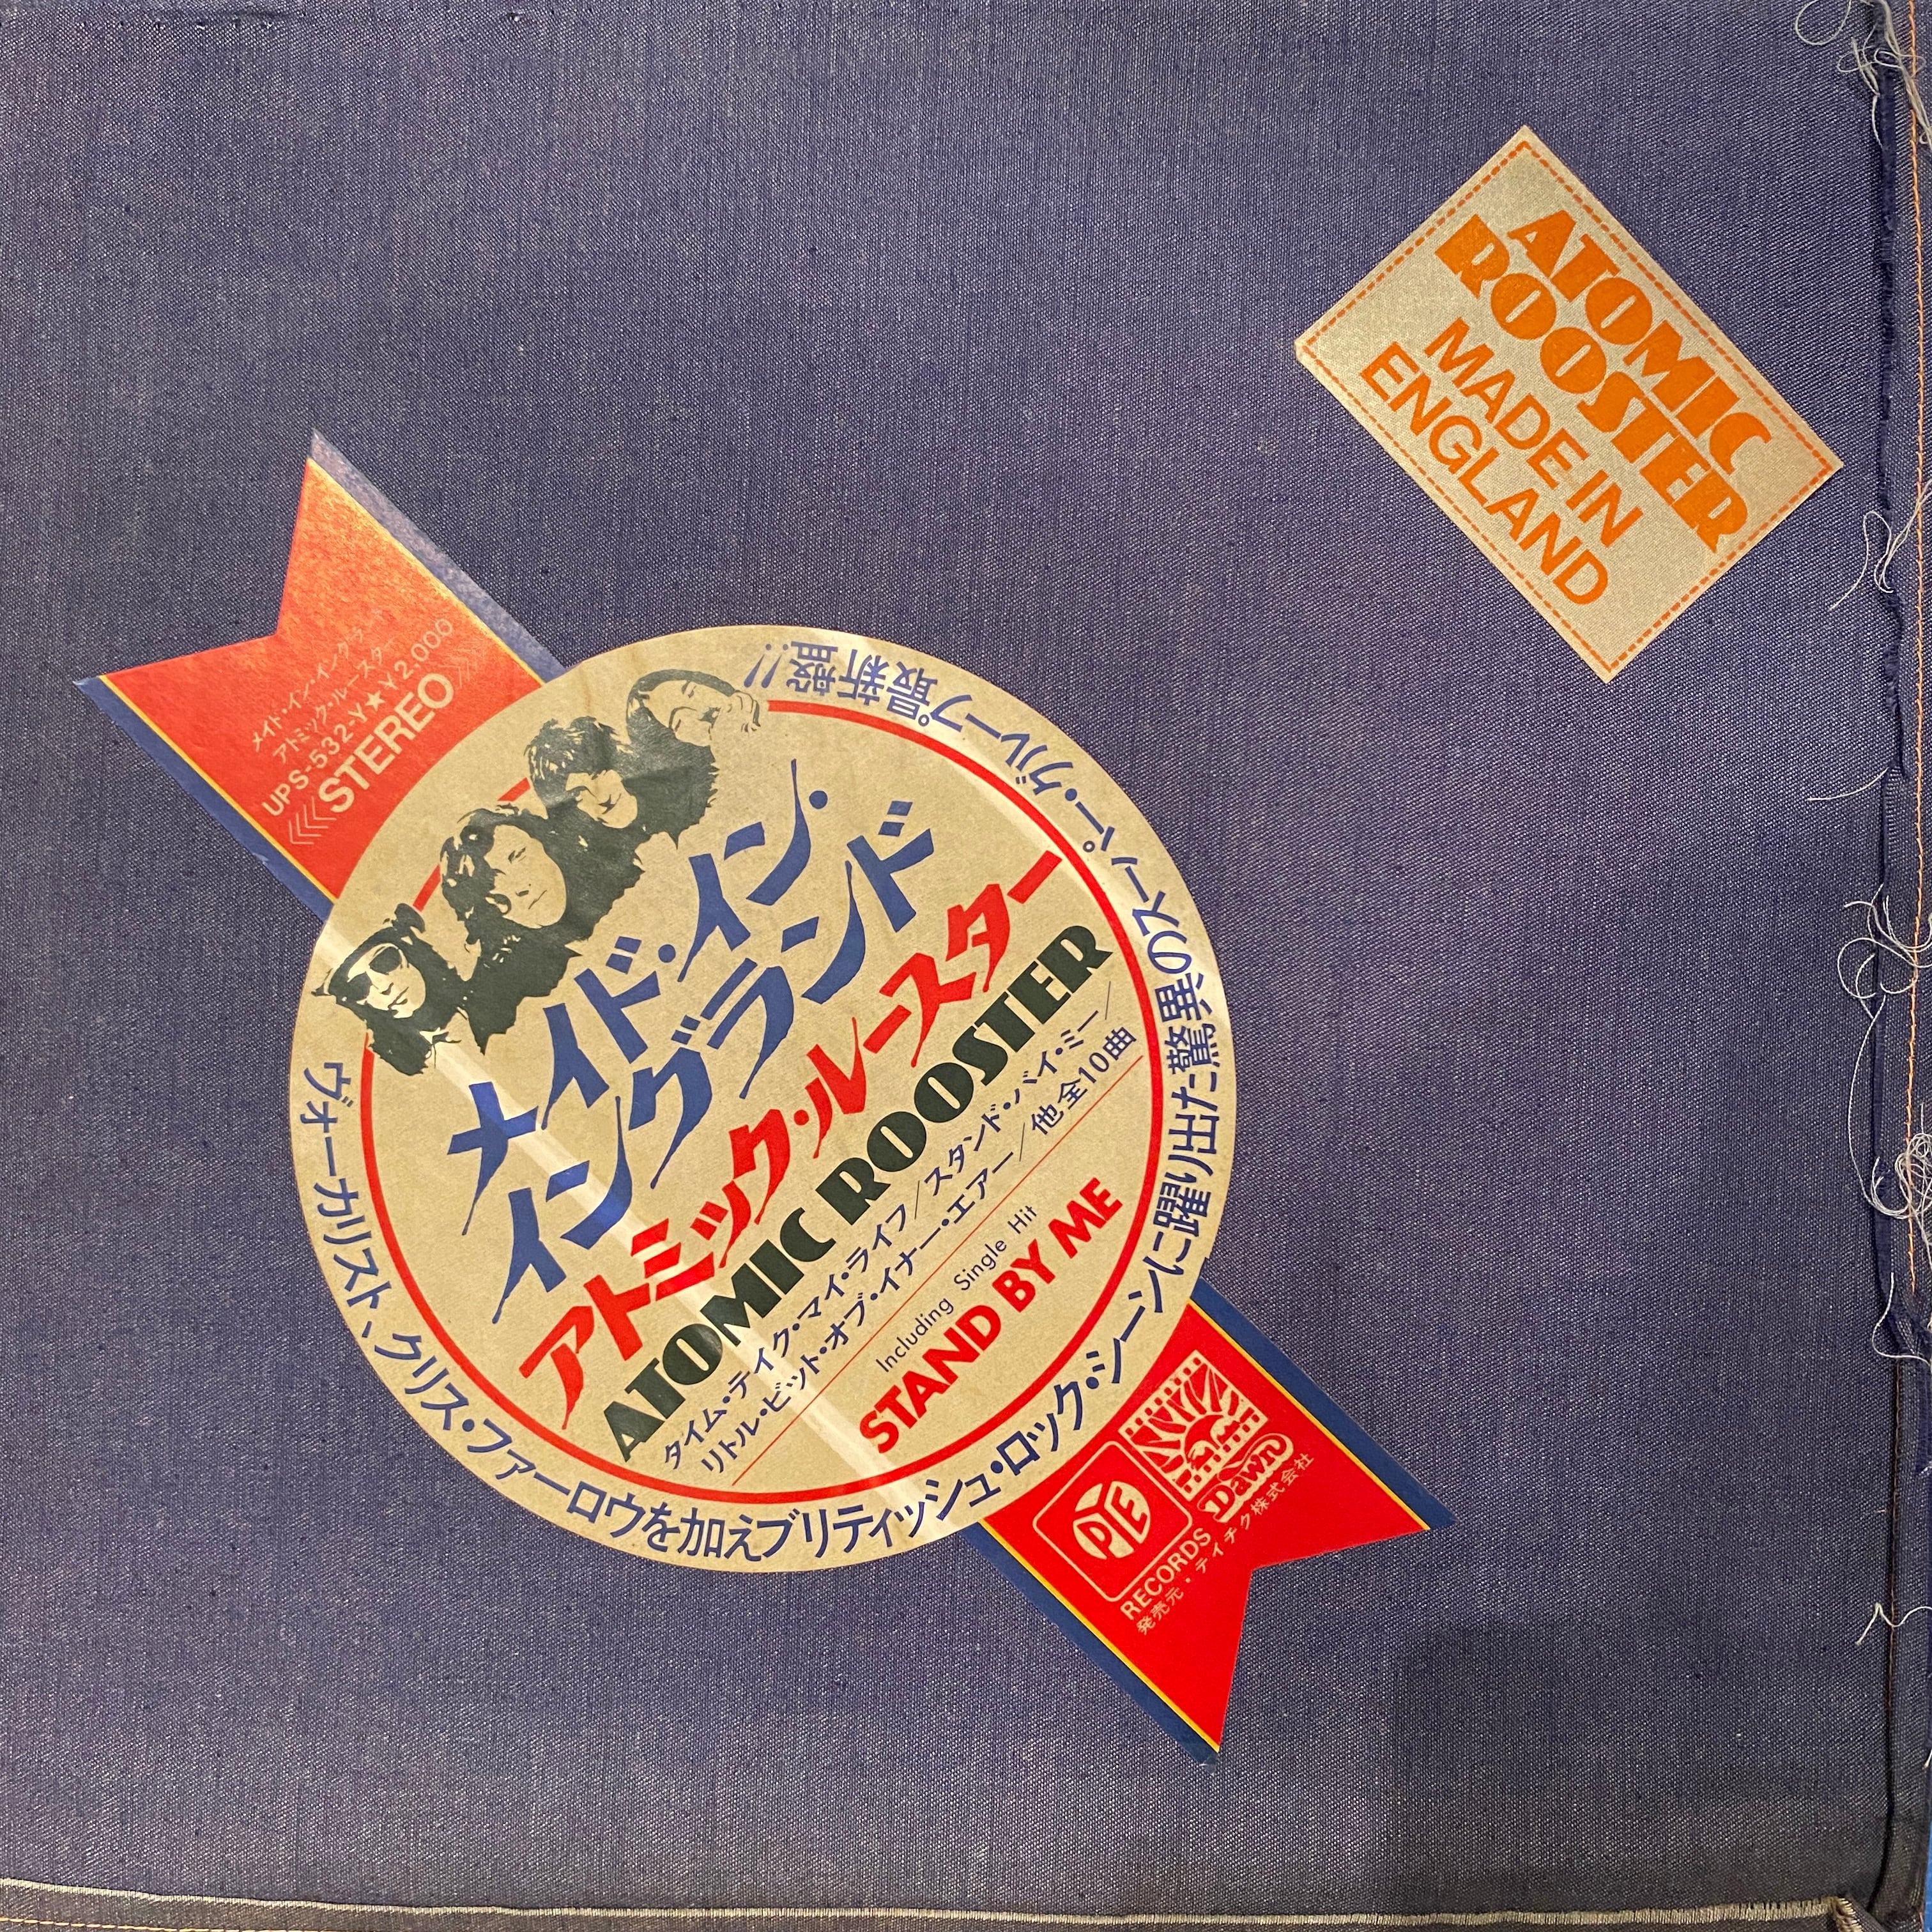 ATOMIC
ROOSTER
MADE IN
ENGLAND
メイド・イン・イングラ
アトミック・ルースター
UPS-532-Y★¥2.000
STEREO
ヴォーカリスト、クリス・ファーロウを加えブリティッシュ・ロック・シーンに躍り出た驚異のスーパー・グループ最新盤!!
メイド・イン・
イングランド
アトミック・ルースター
ATOMIC ROOSTER
タイム・テイク・マイ・ライフ/スタンド・バイ・ミー/
リトル・ビット・オブ・イナー・エアー/他全10曲
Including Single Hit
STAND BY ME
PYE
Dawn
RECORDS
発売元:テイチク株式会社